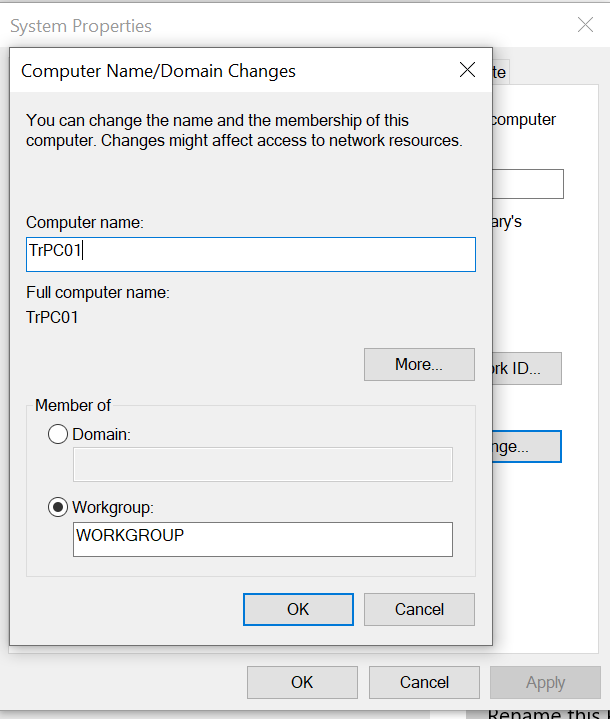 System Properties
Computer Name/Domain Changes
te
You can change the name and the membership of this
computer. Changes might affect access to network resources.
computer
Computer name:
TrPC01
ary's
Full computer name:
TrPC01
More...
ork ID...
Member of
Domain:
nge...
Workgroup:
WORKGROUP
OK
Cancel
OK
Cancel
Apply
Rename this